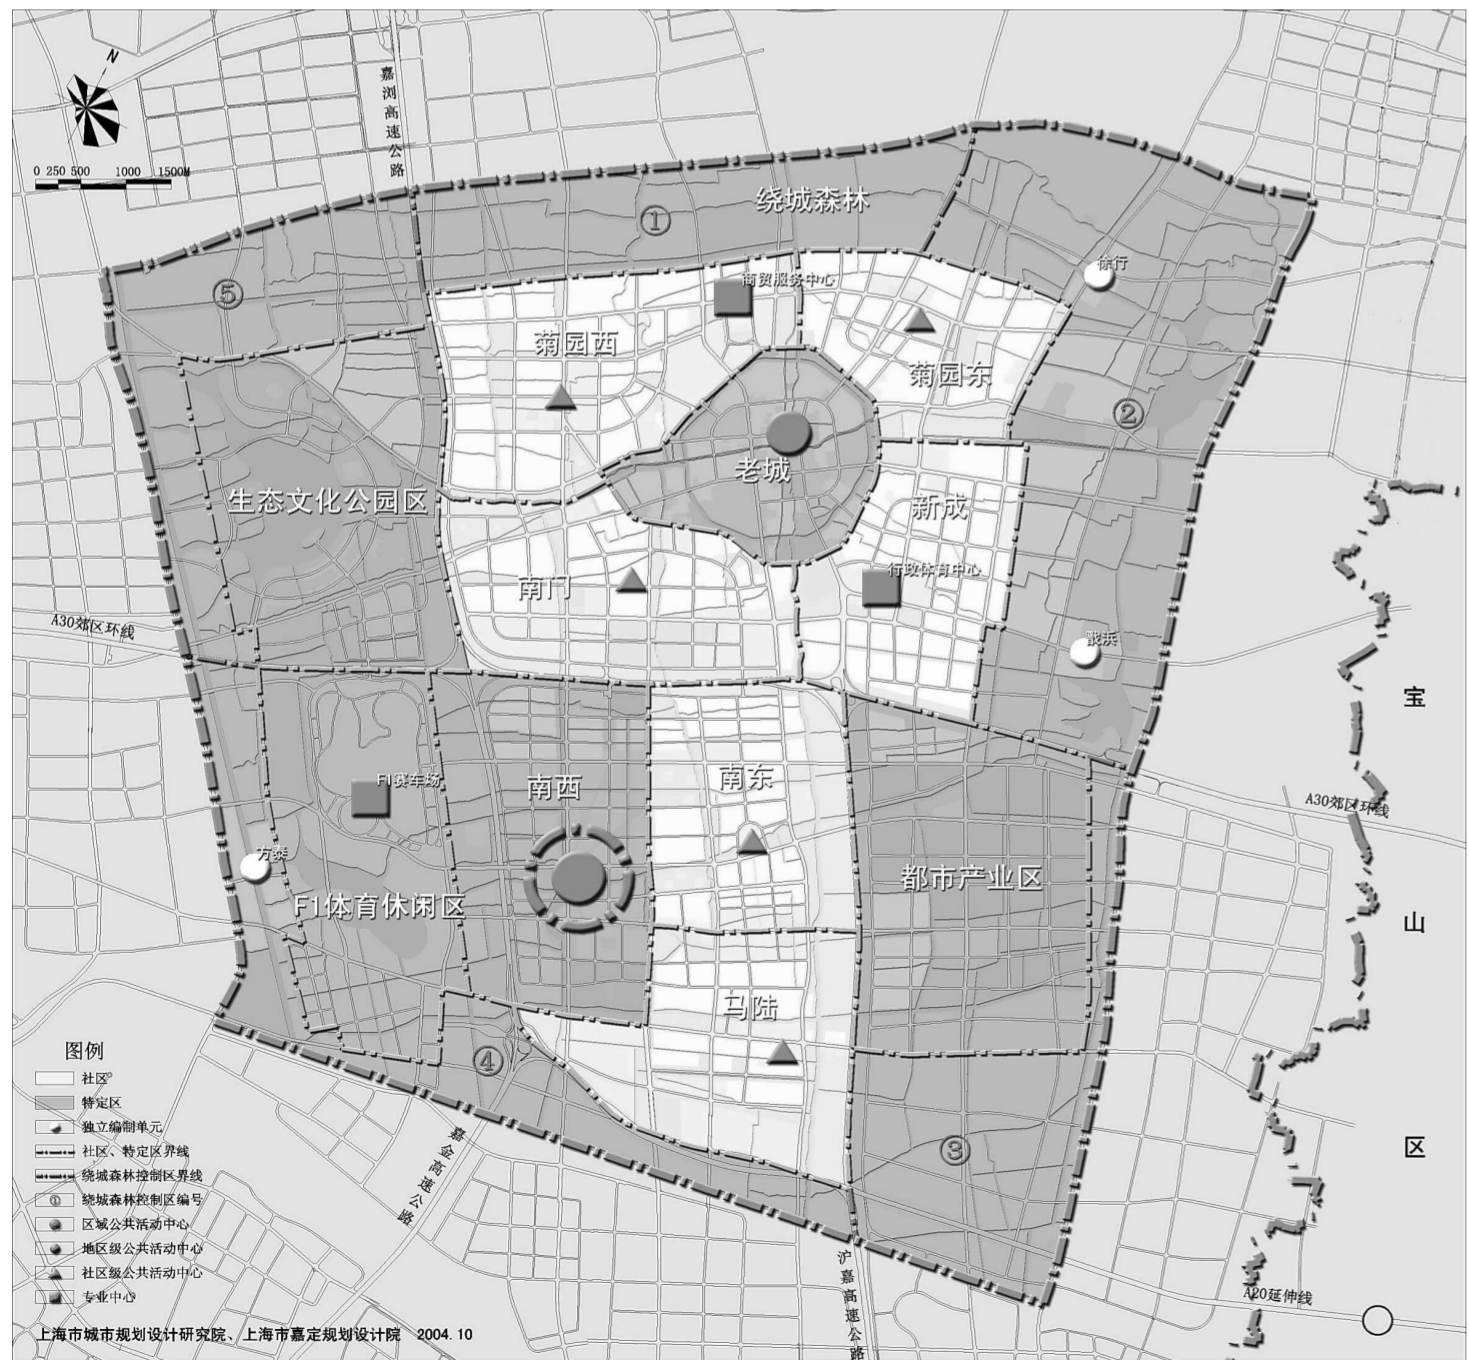 N
0 250 500 1000 1500M
嘉浏高速公路
绕城森林
①
⑤
徐行
商贸服务中心
菊园西
菊园东
②
老城
生态文化公园区
新成
行政体育中心
南门
A30郊区环线
戬浜
宝山区
F1赛车场
南西
南东
A30郊区环线
方泰
都市产业区
F1体育休闲区
马陆
④
③
图例
社区
特定区
独立编制单元
社区、特定区界线
绕城森林控制区界线
① 绕城森林控制区编号
区域公共活动中心
地区级公共活动中心
社区级公共活动中心
专业中心
嘉金高速公路
沪嘉高速公路
A20延伸线
上海市城市规划设计研究院、上海市嘉定规划设计院 2004.10